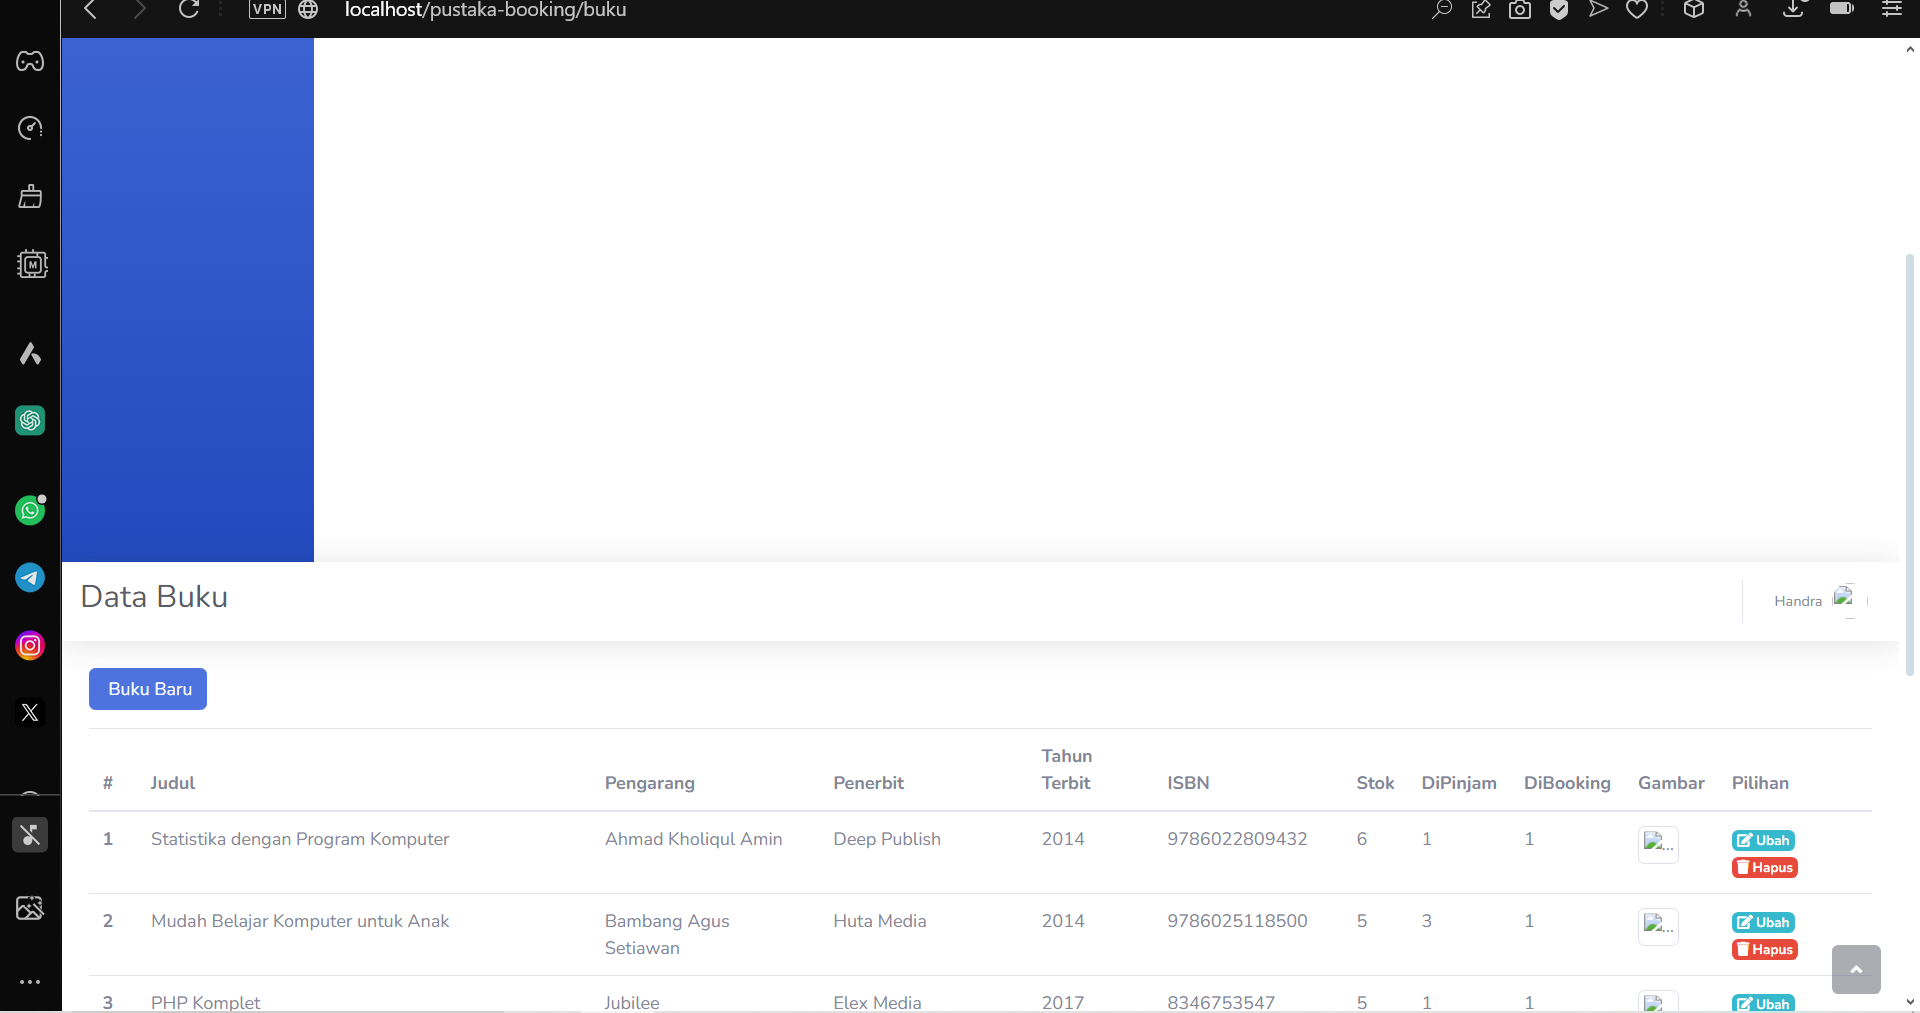 VPN localhost/pustaka-booking/buku
M
Data Buku
Handra
Buku Baru
# Judul Pengarang Penerbit Tahun Terbit ISBN Stok DiPinjam DiBooking Gambar Pilihan
1 Statistika dengan Program Komputer Ahmad Kholiqul Amin Deep Publish 2014 9786022809432 6 1 1 ... Ubah
Hapus
2 Mudah Belajar Komputer untuk Anak Bambang Agus Setiawan Huta Media 2014 9786025118500 5 3 1 ... Ubah
Hapus
3 PHP Komplet Jubilee Elex Media 2017 8346753547 5 1 1 Ubah